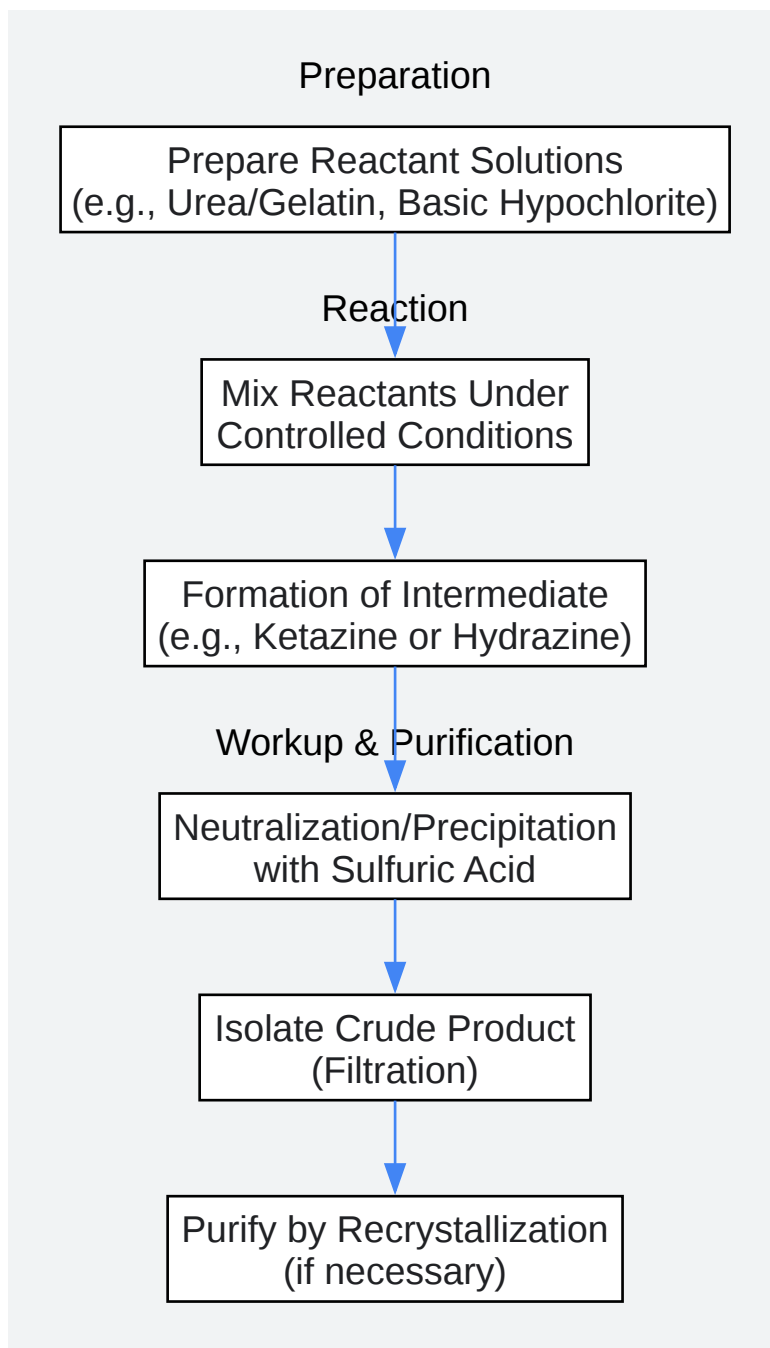 Preparation
Prepare Reactant Solutions
(e.g., Urea/Gelatin, Basic Hypochlorite)
Reaction
Mix Reactants Under
Controlled Conditions
Formation of Intermediate
(e.g., Ketazine or Hydrazine)
Workup & Purification
Neutralization/Precipitation
with Sulfuric Acid
Isolate Crude Product
(Filtration)
Purify by Recrystallization
(if necessary)